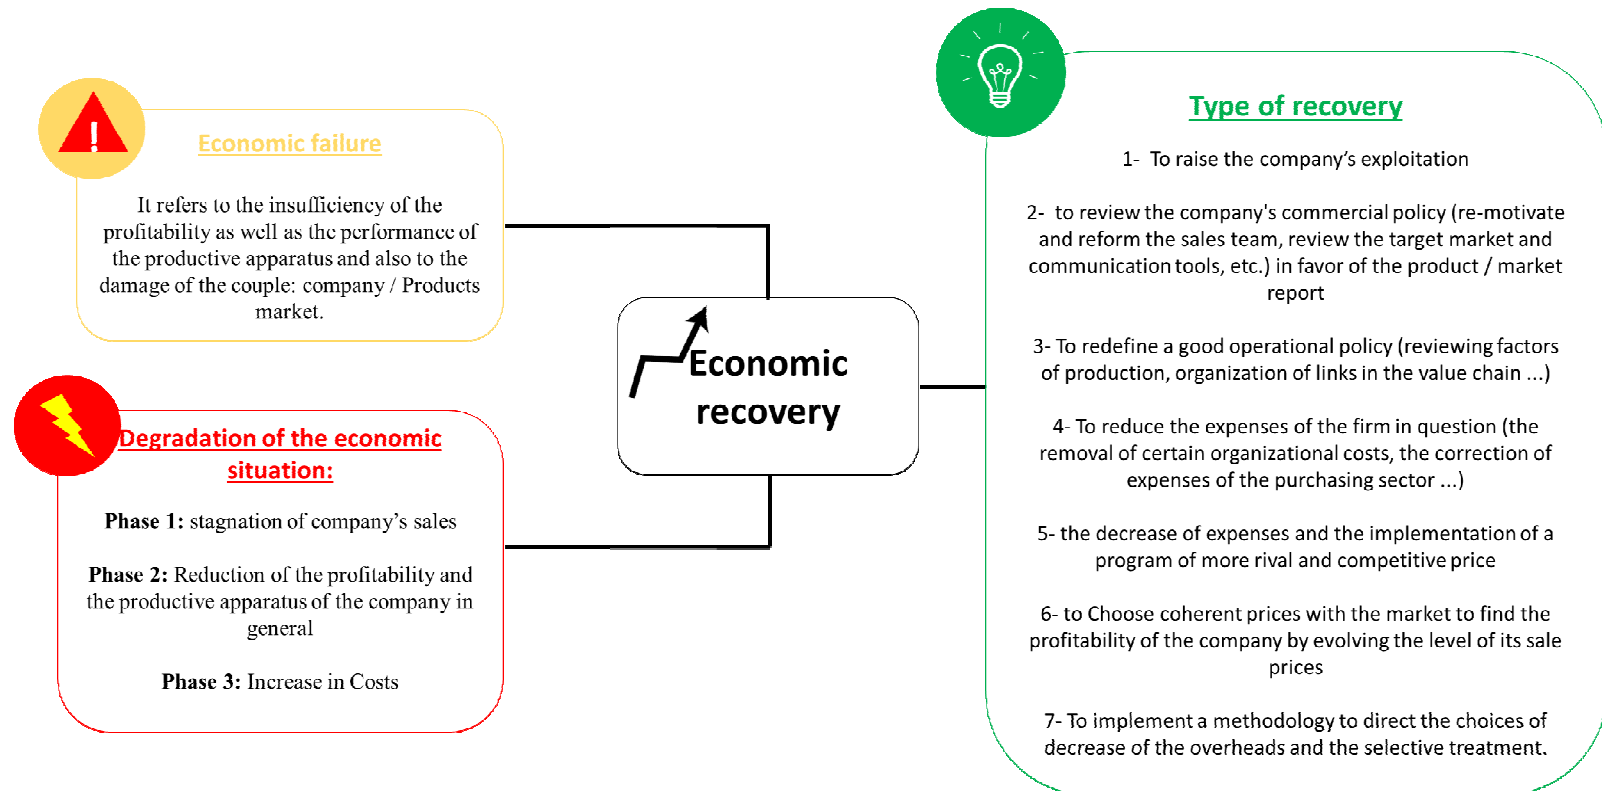 Economic failure
It refers to the insufficiency of the
profitability as well as the performance of
the productive apparatus and also to the
damage of the couple: company / Products
market.
Degradation of the economic
situation:
Phase 1: stagnation of company’s sales
Phase 2: Reduction of the profitability and
the productive apparatus of the company in
general
Phase 3: Increase in Costs
Economic
recovery
Type of recovery
1- To raise the company’s exploitation
2- to review the company's commercial policy (re-motivate
and reform the sales team, review the target market and
communication tools, etc.) in favor of the product / market
report
3- To redefine a good operational policy (reviewing factors
of production, organization of links in the value chain ...)
4- To reduce the expenses of the firm in question (the
removal of certain organizational costs, the correction of
expenses of the purchasing sector ...)
5- the decrease of expenses and the implementation of a
program of more rival and competitive price
6- to Choose coherent prices with the market to find the
profitability of the company by evolving the level of its sale
prices
7- To implement a methodology to direct the choices of
decrease of the overheads and the selective treatment.